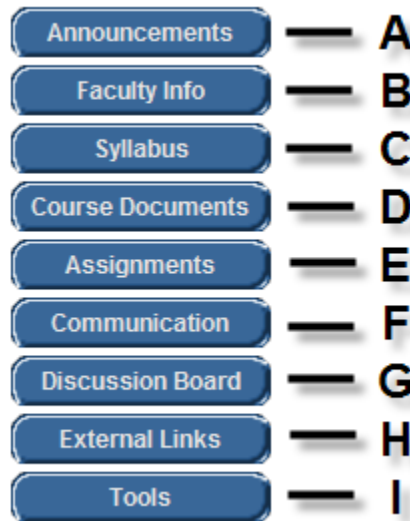 Announcements — A
Faculty Info — B
Syllabus — C
Course Documents — D
Assignments — E
Communication — F
Discussion Board — G
External Links — H
Tools — I